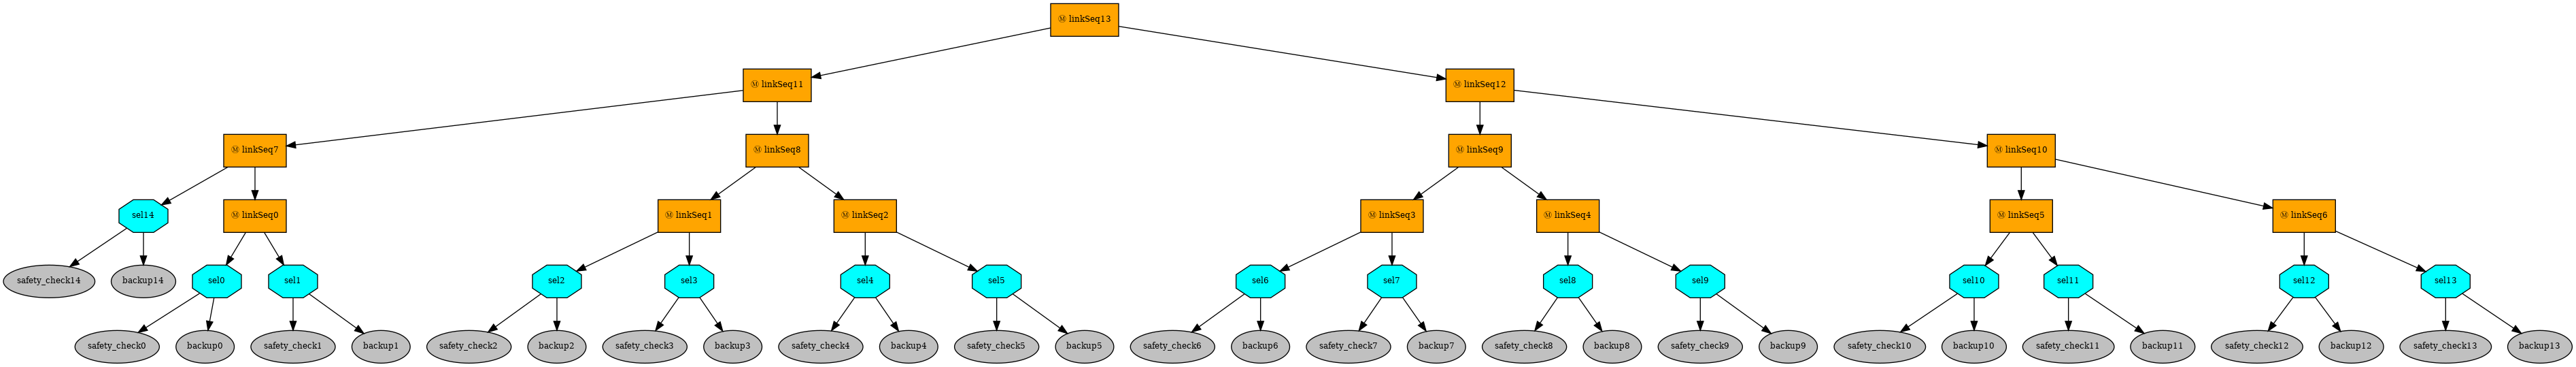 Ⓜ linkSeq13
Ⓜ linkSeq11
Ⓜ linkSeq12
Ⓜ linkSeq7
Ⓜ linkSeq8
Ⓜ linkSeq9
Ⓜ linkSeq10
sel14
Ⓜ linkSeq0
Ⓜ linkSeq1
Ⓜ linkSeq2
Ⓜ linkSeq3
Ⓜ linkSeq4
Ⓜ linkSeq5
Ⓜ linkSeq6
safety_check14
backup14
sel0
sel1
sel2
sel3
sel4
sel5
sel6
sel7
sel8
sel9
sel10
sel11
sel12
sel13
safety_check0
backup0
safety_check1
backup1
safety_check2
backup2
safety_check3
backup3
safety_check4
backup4
safety_check5
backup5
safety_check6
backup6
safety_check7
backup7
safety_check8
backup8
safety_check9
backup9
safety_check10
backup10
safety_check11
backup11
safety_check12
backup12
safety_check13
backup13